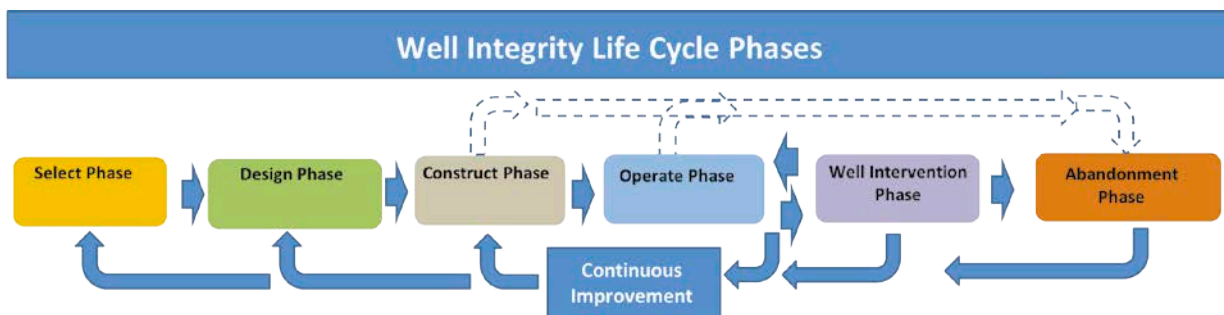 Well Integrity Life Cycle Phases
Select Phase
Design Phase
Construct Phase
Operate Phase
Well Intervention
Phase
Abandonment
Phase
Continuous
Improvement